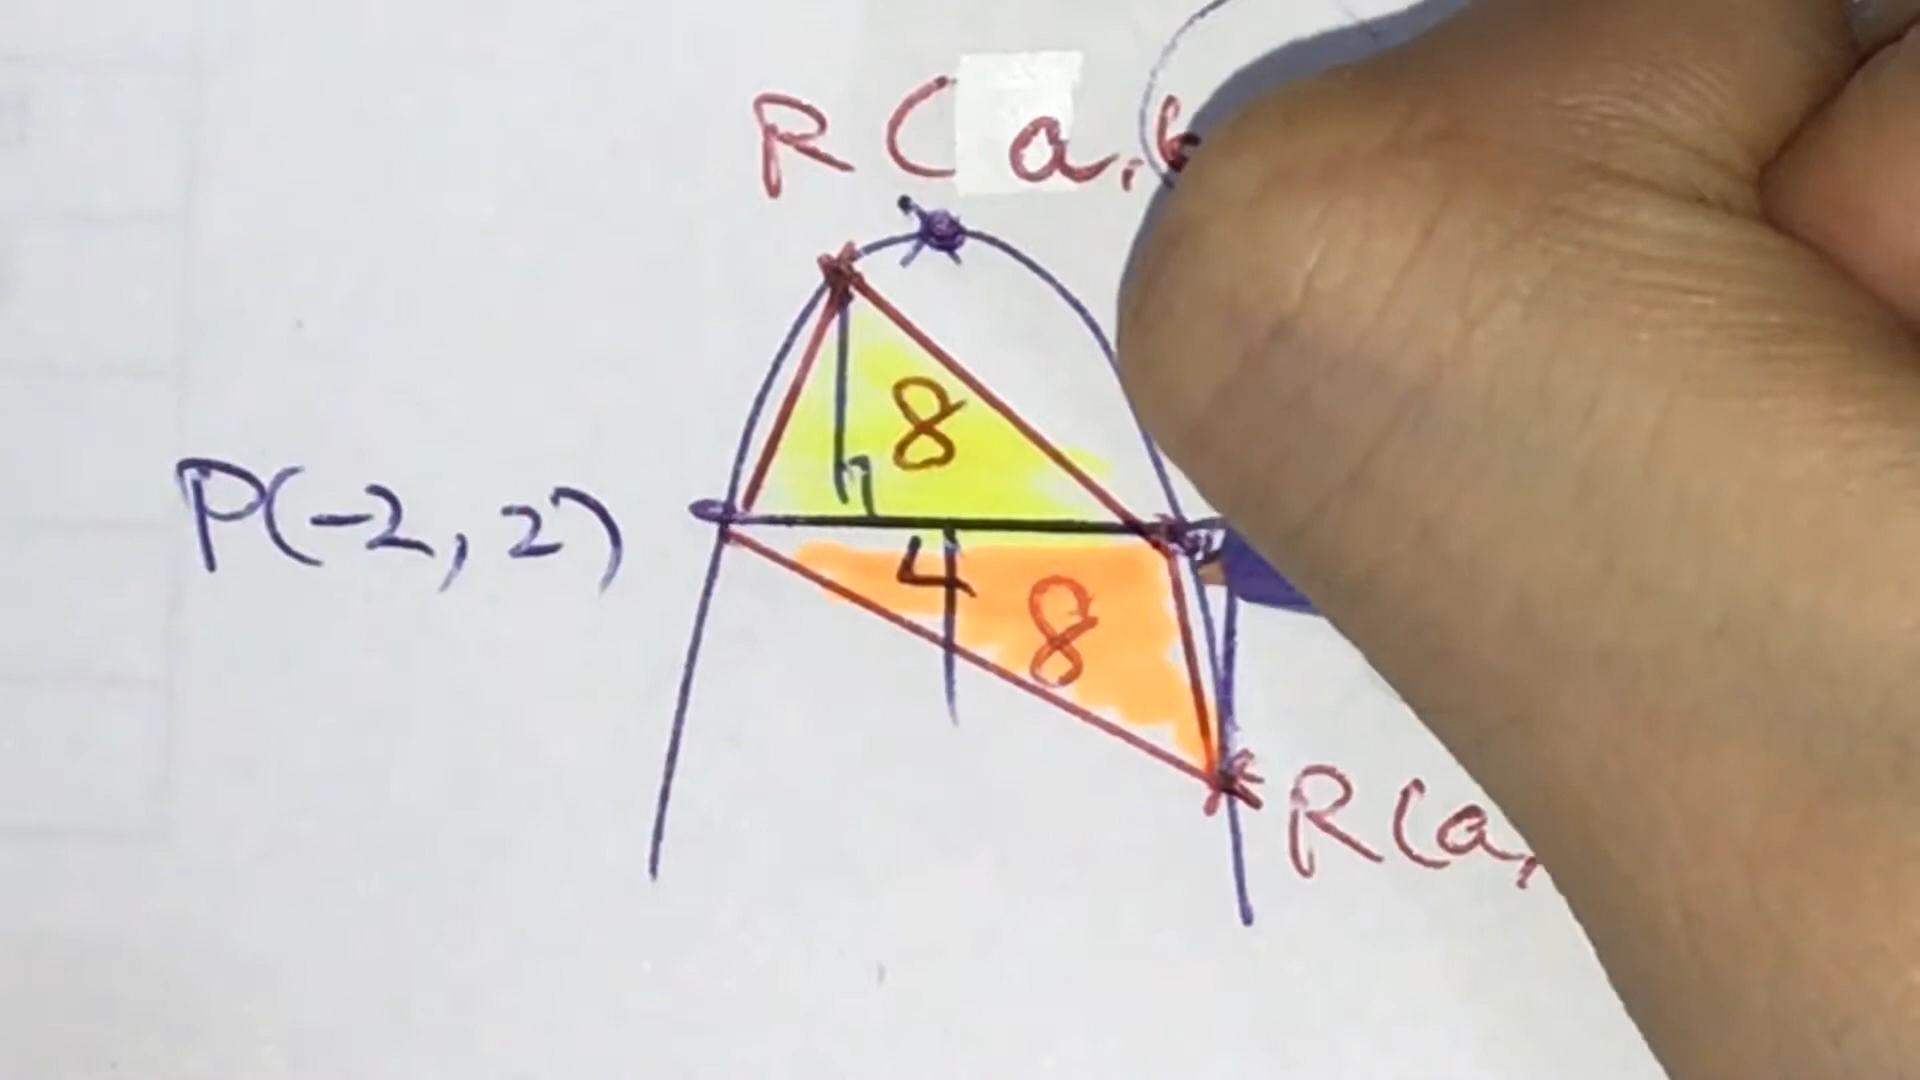 R(a,
8
P(-2, 2)
4
8
R(a,